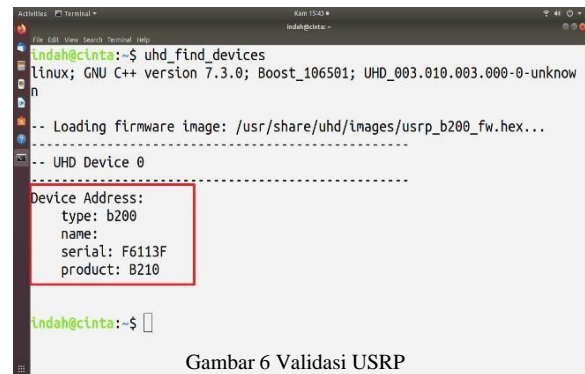 Activities Terminal Kam 15:43
indah@cinta: ~
File Edit View Search Terminal Help
indah@cinta:~$ uhd_find_devices
linux; GNU C++ version 7.3.0; Boost_106501; UHD_003.010.003.000-0-unknow
n
-- Loading firmware image: /usr/share/uhd/images/usrp_b200_fw.hex...
--------------------------------------------------
-- UHD Device 0
--------------------------------------------------
Device Address:
type: b200
name:
serial: F6113F
product: B210
indah@cinta:~$
Gambar 6 Validasi USRP